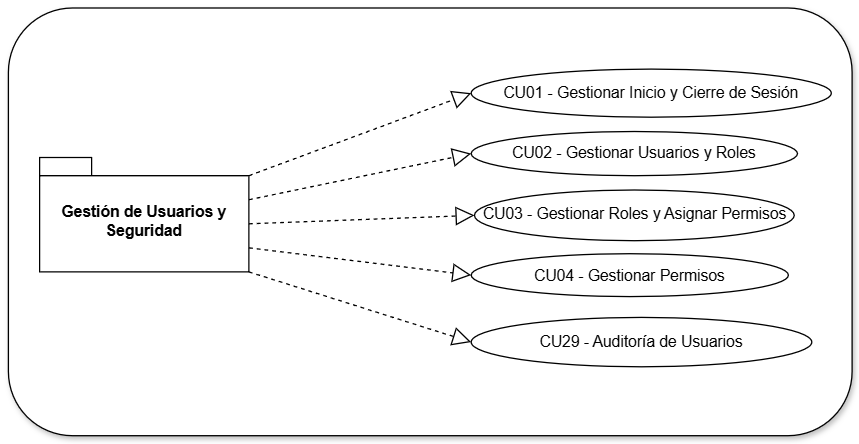 CU01 - Gestionar Inicio y Cierre de Sesión
CU02 - Gestionar Usuarios y Roles
Gestión de Usuarios y
Seguridad
CU03 - Gestionar Roles y Asignar Permisos
CU04 - Gestionar Permisos
CU29 - Auditoría de Usuarios